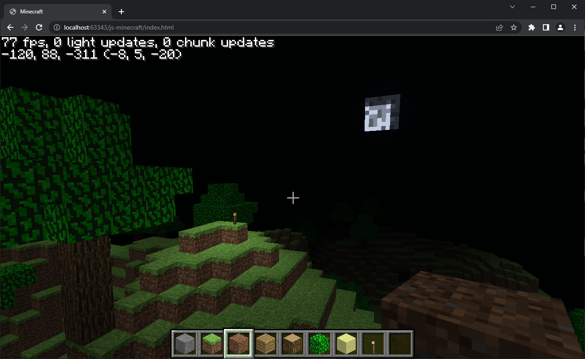 Minecraft
localhost:63343/js-minecraft/index.html
77 fps, 0 light updates, 0 chunk updates
-120, 88, -311 (-8, 5, -20)